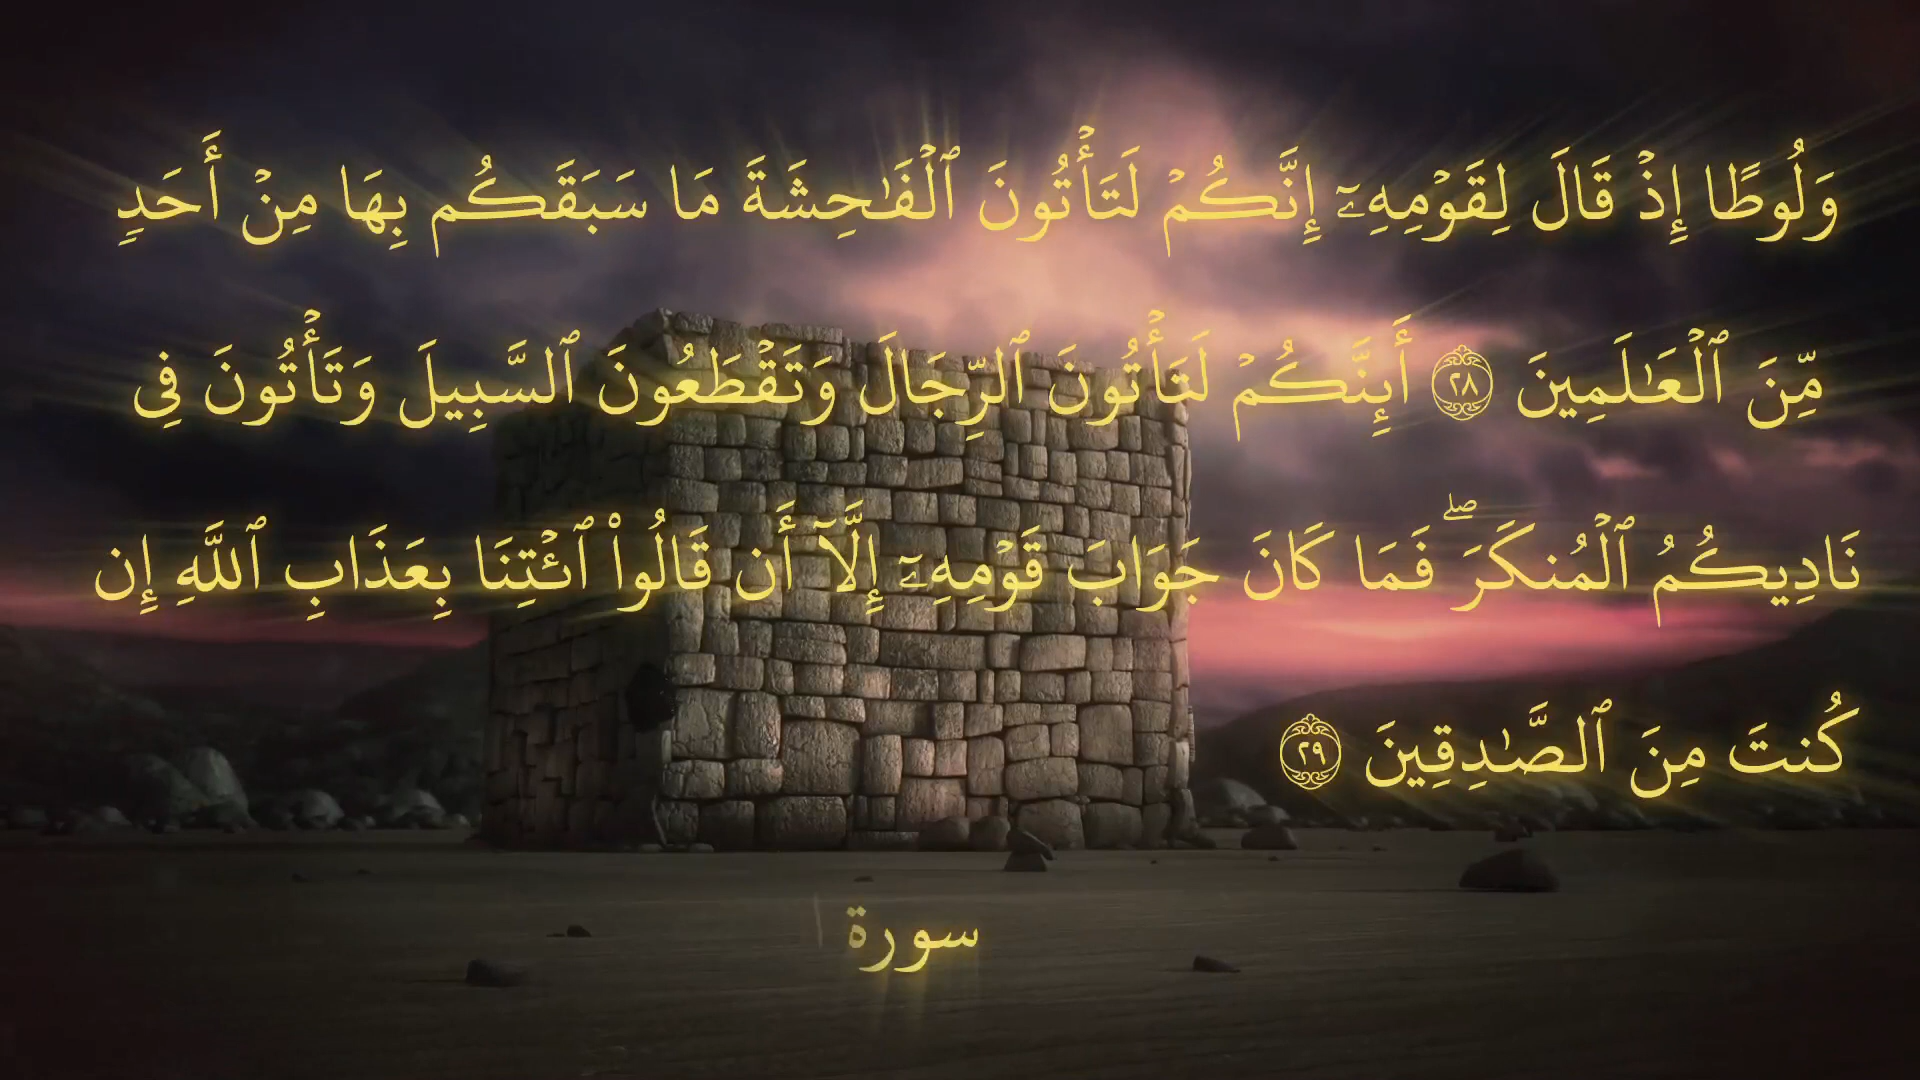 وَلُوطًا إِذۡ قَالَ لِقَوۡمِهِۦٓ إِنَّكُمۡ لَتَأۡتُونَ ٱلۡفَٰحِشَةَ مَا سَبَقَكُم بِهَا مِنۡ أَحَدٖ
مِّنَ ٱلۡعَٰلَمِينَ ٢٨ أَئِنَّكُمۡ لَتَأۡتُونَ ٱلرِّجَالَ وَتَقۡطَعُونَ ٱلسَّبِيلَ وَتَأۡتُونَ فِي
نَادِيكُمُ ٱلۡمُنكَرَۖ فَمَا كَانَ جَوَابَ قَوۡمِهِۦٓ إِلَّآ أَن قَالُواْ ٱئۡتِنَا بِعَذَابِ ٱللَّهِ إِن
كُنتَ مِنَ ٱلصَّٰدِقِينَ ٢٩
سورة